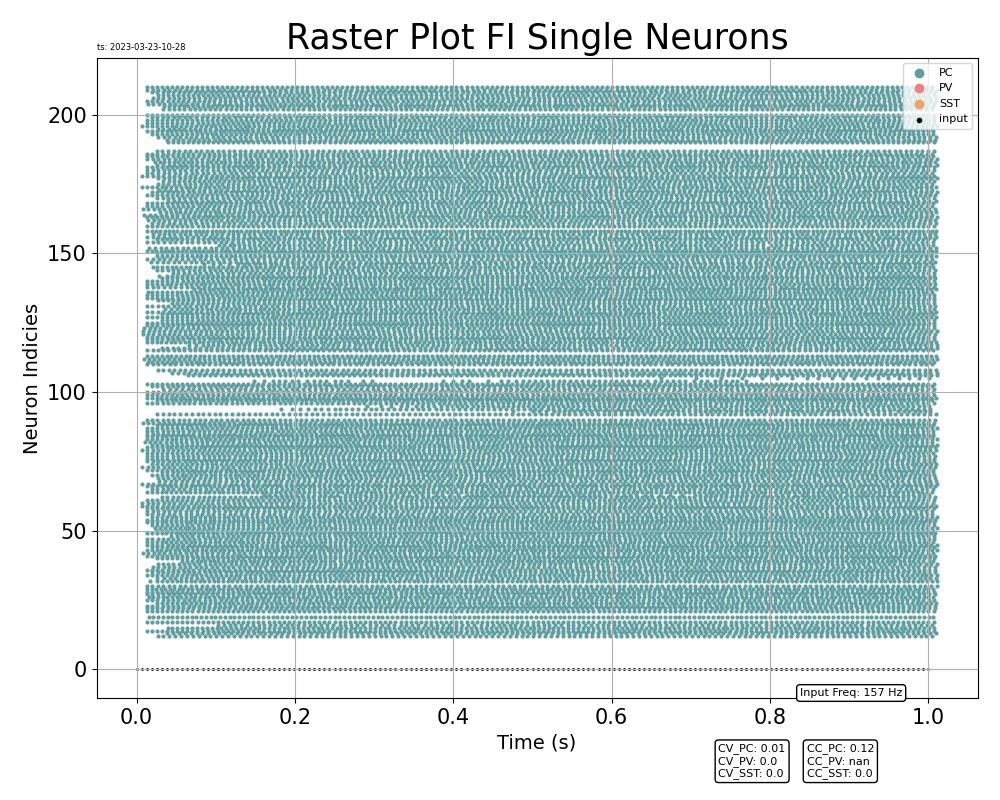 Raster Plot FI Single Neurons
ts: 2023-03-23-10-28
PC
PV
SST
input
200
150
100
50
0
Neuron Indicies
0.0 0.2 0.4 0.6 0.8 1.0
Time (s)
Input Freq: 157 Hz
CV_PC: 0.01
CV_PV: 0.0
CV_SST: 0.0
CC_PC: 0.12
CC_PV: nan
CC_SST: 0.0